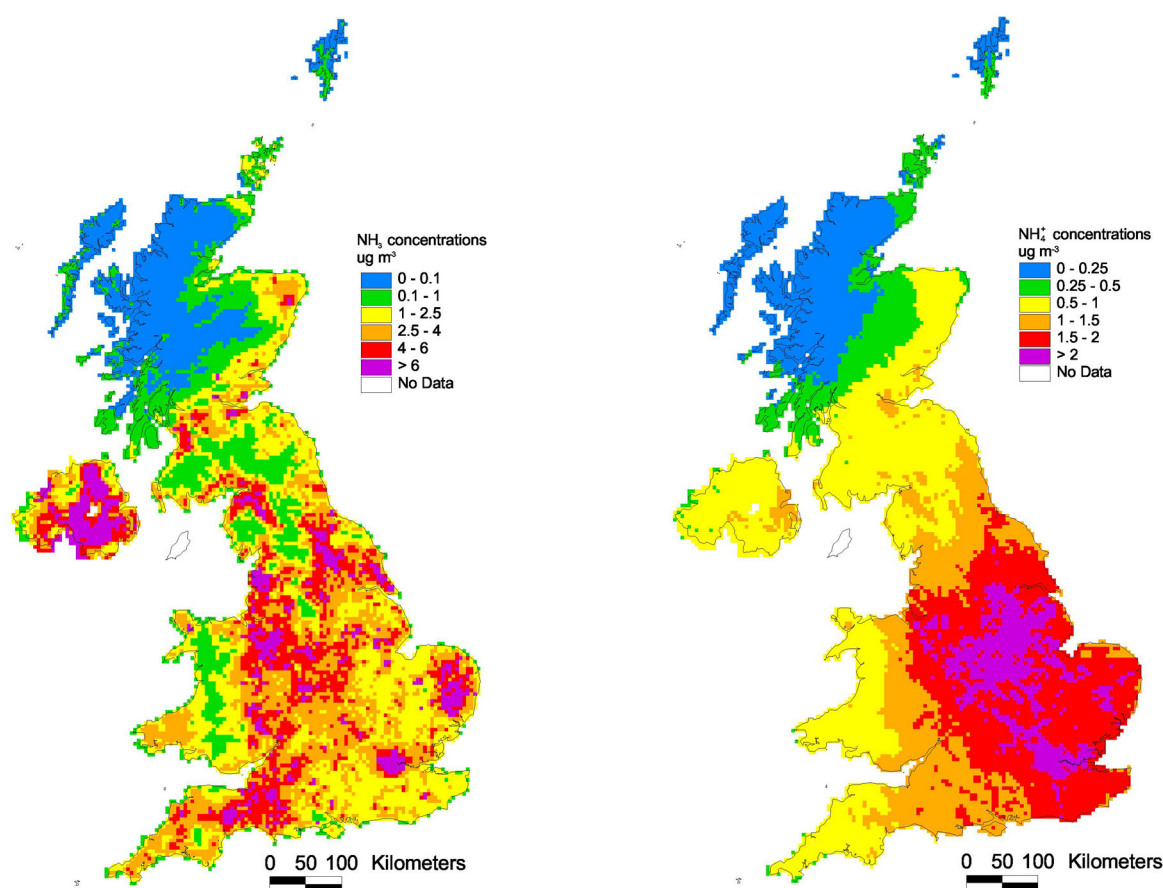 NH₃ concentrations
ug m⁻³
0 - 0.1
0.1 - 1
1 - 2.5
2.5 - 4
4 - 6
> 6
No Data
0 50 100 Kilometers
NH₄⁺ concentrations
ug m⁻³
0 - 0.25
0.25 - 0.5
0.5 - 1
1 - 1.5
1.5 - 2
> 2
No Data
0 50 100 Kilometers